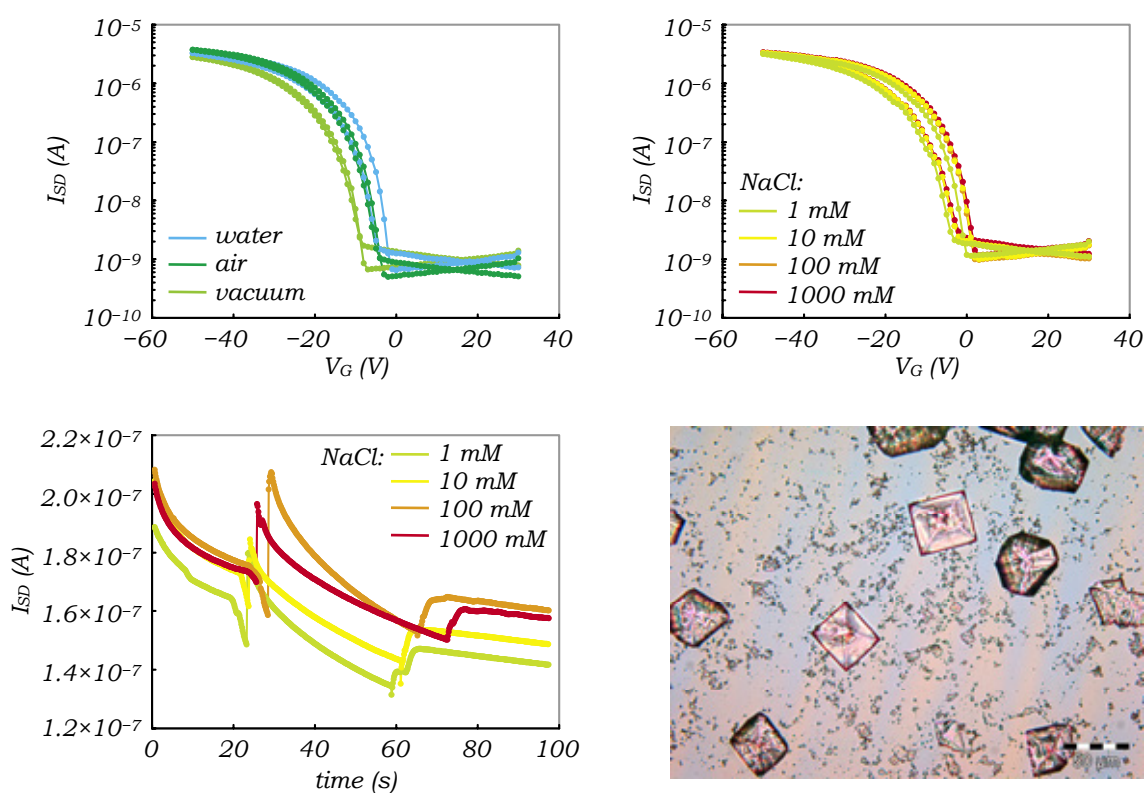 10⁻⁵
10⁻⁶
10⁻⁷
10⁻⁸
10⁻⁹
10⁻¹⁰
I_SD (A)
water
air
vacuum
−60 −40 −20 0 20 40
V_G (V)
10⁻⁵
10⁻⁶
10⁻⁷
10⁻⁸
10⁻⁹
10⁻¹⁰
I_SD (A)
NaCl:
1 mM
10 mM
100 mM
1000 mM
−60 −40 −20 0 20 40
V_G (V)
2.2×10⁻⁷
2.0×10⁻⁷
1.8×10⁻⁷
1.6×10⁻⁷
1.4×10⁻⁷
1.2×10⁻⁷
I_SD (A)
NaCl: 1 mM
10 mM
100 mM
1000 mM
0 20 40 60 80 100
time (s)